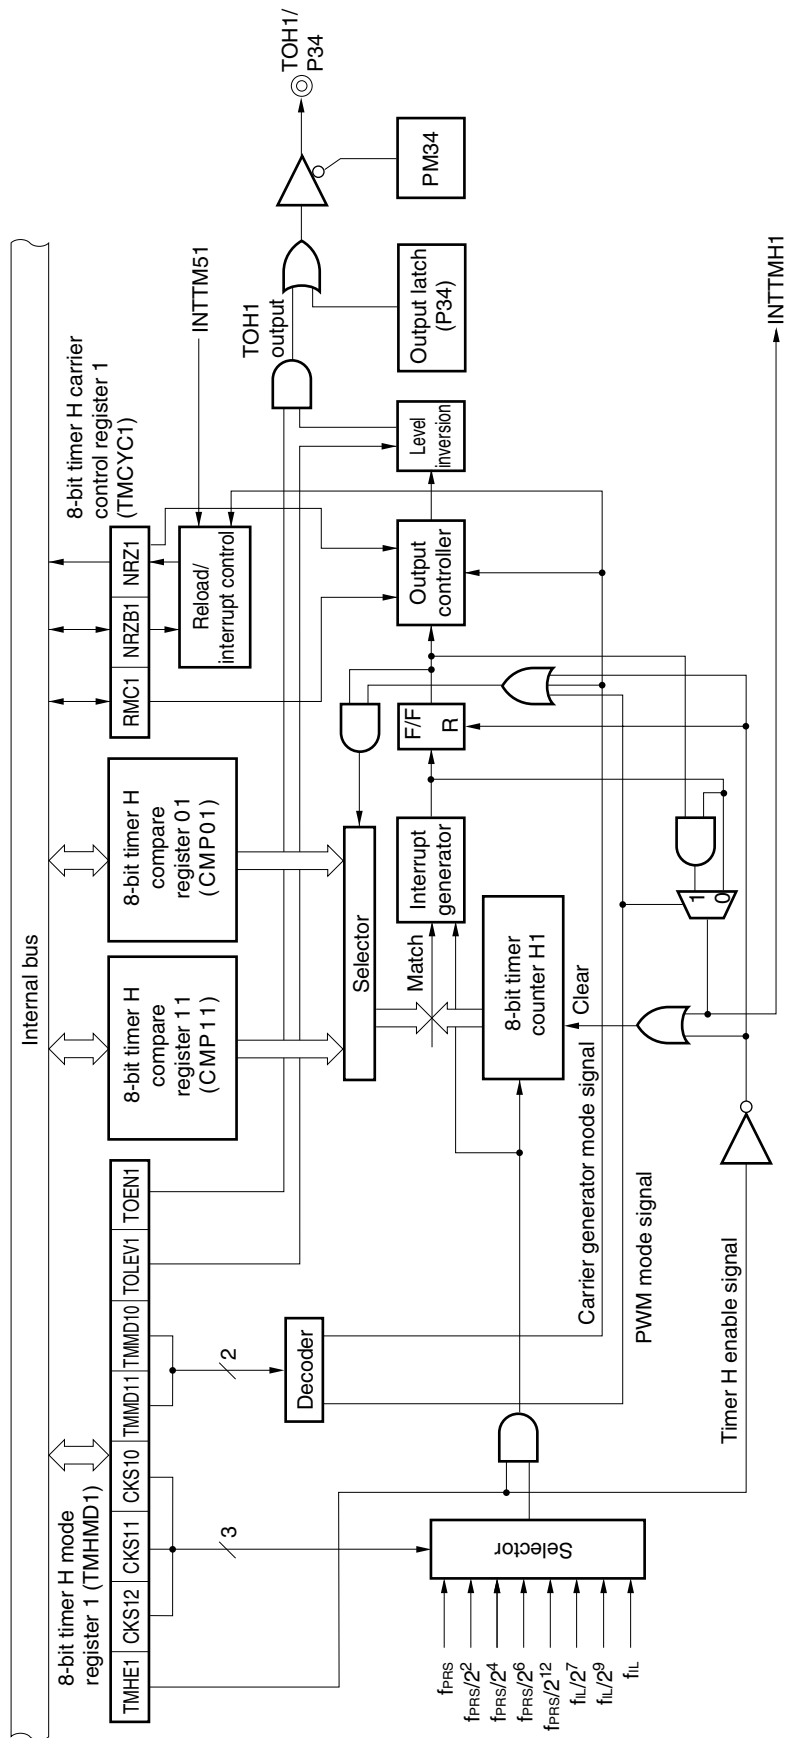 Internal bus
8-bit timer H mode
register 1 (TMHMD1)
TMHE1
CKS12
CKS11
CKS10
TMMD11
TMMD10
TOLEV1
TOEN1
8-bit timer H
compare
register 11
(CMP11)
8-bit timer H
compare
register 01
(CMP01)
8-bit timer H carrier
control register 1
(TMCYC1)
RMC1
NRZB1
NRZ1
Reload/
interrupt control
INTTM51
3
2
Decoder
Selector
TOH1
output
TOH1/
P34
Selector
fPRS
fPRS/2²
fPRS/2⁴
fPRS/2⁶
fPRS/2¹²
fIL/2⁷
fIL/2⁹
fIL
Match
Interrupt
generator
F/F
R
Output
controller
Level
inversion
Output latch
(P34)
PM34
8-bit timer
counter H1
Clear
Carrier generator mode signal
PWM mode signal
Timer H enable signal
1
0
INTTMH1